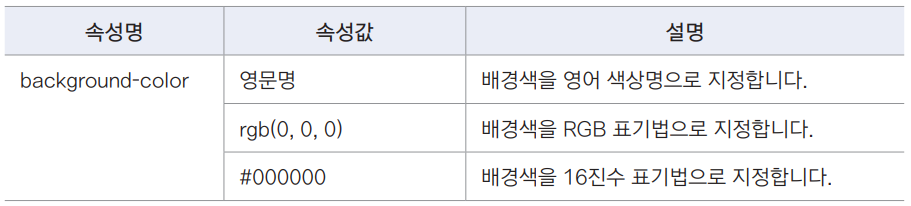 속성명 속성값 설명
background-color 영문명 배경색을 영어 색상명으로 지정합니다.
rgb(0, 0, 0) 배경색을 RGB 표기법으로 지정합니다.
#000000 배경색을 16진수 표기법으로 지정합니다.